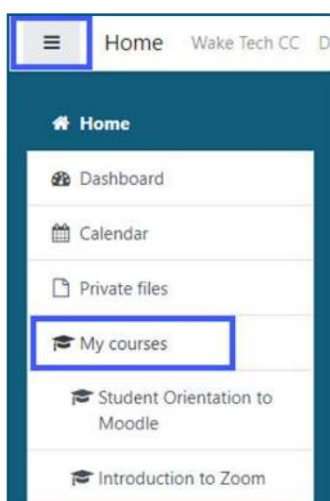 Home Wake Tech CC D
Home
Dashboard
Calendar
Private files
My courses
Student Orientation to
Moodle
Introduction to Zoom